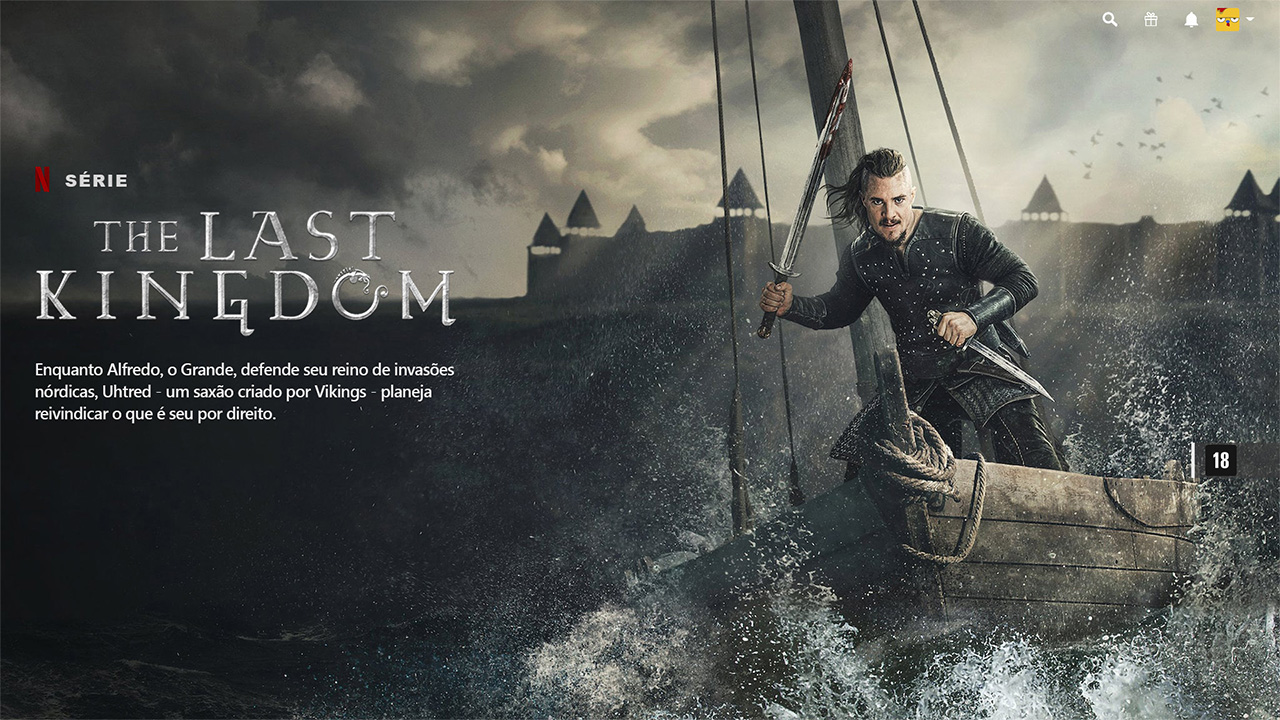 N SÉRIE
THE LAST
KINGDOM
Enquanto Alfredo, o Grande, defende seu reino de invasões
nórdicas, Uhtred - um saxão criado por Vikings - planeja
reivindicar o que é seu por direito.
18